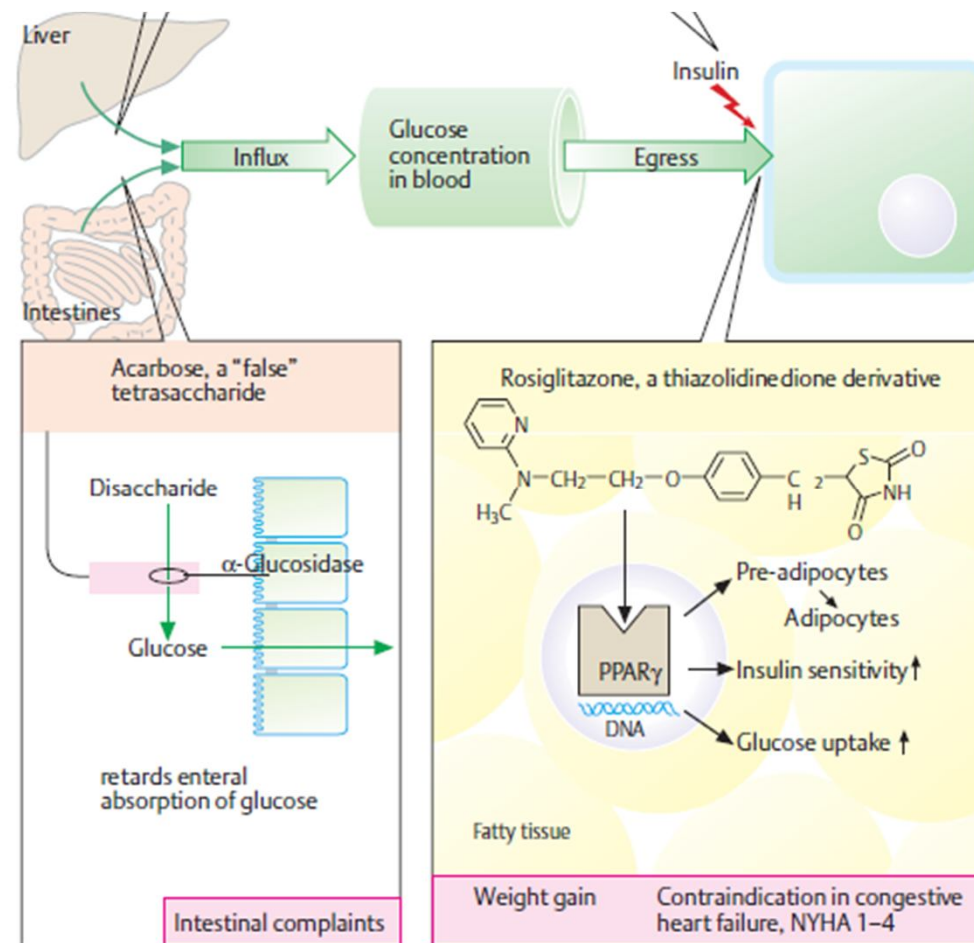 Liver
Insulin
Influx
Glucose
concentration
in blood
Egress
Intestines
Acarbose, a “false”
tetrasaccharide
Disaccharide
α-Glucosidase
Glucose
retards enteral
absorption of glucose
Intestinal complaints
Rosiglitazone, a thiazolidinedione derivative
N
N–CH2–CH2–O
C 2
H
H3C
S
O
NH
O
Pre-adipocytes
Adipocytes
PPARγ
Insulin sensitivity↑
DNA
Glucose uptake ↑
Fatty tissue
Weight gain
Contraindication in congestive
heart failure, NYHA 1–4